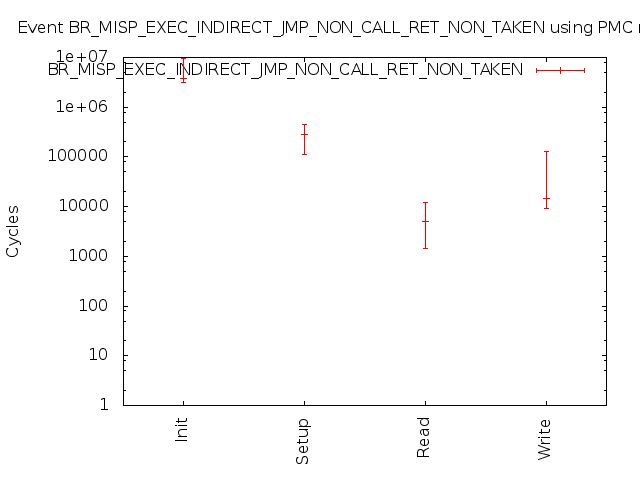 Event BR_MISP_EXEC_INDIRECT_JMP_NON_CALL_RET_NON_TAKEN using PMC
BR_MISP_EXEC_INDIRECT_JMP_NON_CALL_RET_NON_TAKEN
1e+07
1e+06
100000
10000
1000
100
10
1
Cycles
Init
Setup
Read
Write